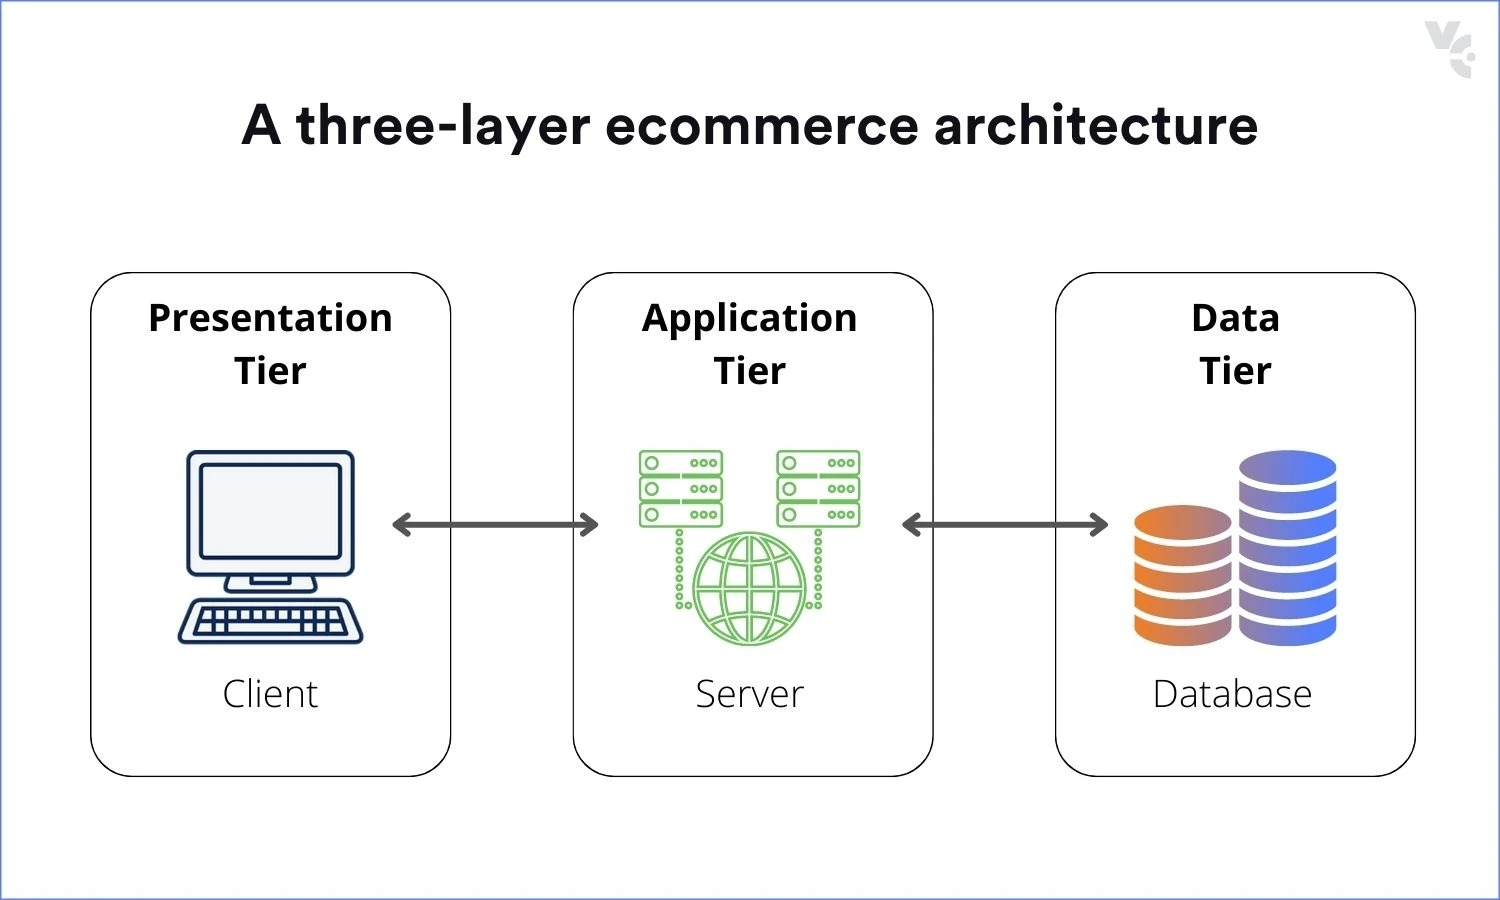 A three-layer ecommerce architecture
Presentation
Tier
Client
Application
Tier
Server
Data
Tier
Database